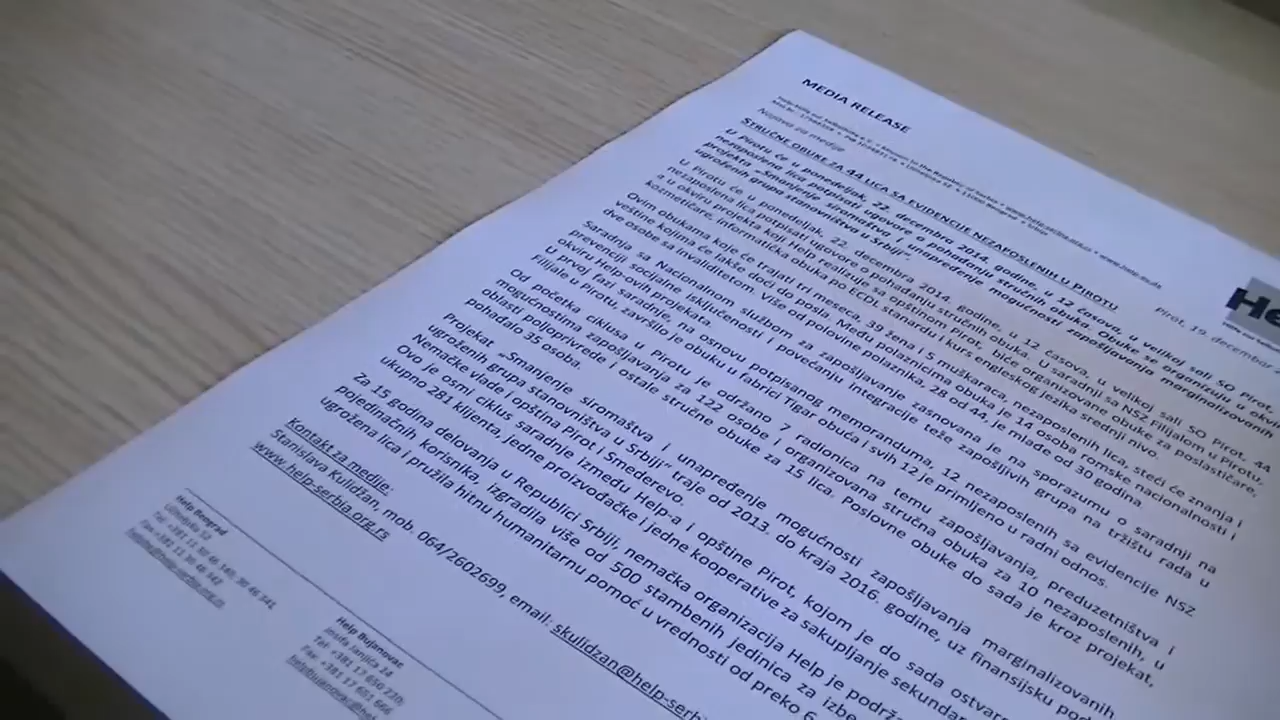 MEDIA RELEASE
Najava za medije
Pirot, 19. decembar
STRUČNE OBUKE ZA 44 LICA SA EVIDENCIJE NEZAPOSLENIH U PIROTU
U Pirotu će u ponedeljak, 22. decembra 2014. godine, u 12 časova, u velikoj sali SO Pirot, 44
nezaposlena lica potpisati ugovore o pohađanju stručnih obuka. Obuke se organizuju u okviru
projekta „Smanjenje siromaštva i unapređenje mogućnosti zapošljavanja marginalizovanih
ugroženih grupa stanovništva u Srbiji"
U Pirotu će u ponedeljak, 22. decembra 2014. godine, u 12 časova, u velikoj sali SO Pirot, 44
nezaposlena lica potpisati ugovore o pohađanju stručnih obuka. U saradnji sa NSZ Filijalom u Pirotu,
a u okviru projekta koji Help realizuje sa opštinom Pirot, biće organizovane obuke za poslastičare,
kozmetičare, informatička obuka po ECDL standardu i kurs engleskog jezika srednji nivo.
Ovim obukama koje će trajati tri meseca, 39 žena i 5 muškaraca, nezaposlenih lica, steći će znanja i
veštine kojima će lakše doći do posla. Među polaznicima obuka je 14 osoba romske nacionalnosti i
dve osobe sa invaliditetom. Više od polovine polaznika, 28 od 44, je mlađe od 30 godina.
Saradnja sa Nacionalnom službom za zapošljavanje zasnovana je na sporazumu o saradnji na
prevenciji socijalne isključenosti i povećanju integracije teže zapošljivih grupa na tržištu rada u
okviru Help-ovih projekata.
U prvoj fazi saradnje, na osnovu potpisanog memoranduma, 12 nezaposlenih sa evidencije NSZ
Filijale u Pirotu, završilo je obuku u fabrici Tigar obuća i svih 12 je primljeno u radni odnos.
Od početka ciklusa u Pirotu je održano 7 radionica na temu zapošljavanja, preduzetništva i
mogućnostima zapošljavanja za 122 osobe i organizovana stručna obuka za 10 nezaposlenih, u
oblasti poljoprivrede i ostale stručne obuke za 15 lica. Poslovne obuke do sada je kroz projekat,
pohađalo 35 osoba.
Projekat „Smanjenje siromaštva i unapređenje mogućnosti zapošljavanja marginalizovanih
ugroženih grupa stanovništva u Srbiji" traje od 2013. do kraja 2016. godine, uz finansijsku
Nemačke vlade i opština Pirot i Smederevo.
Ovo je osmi ciklus saradnje između Help-a i opštine Pirot, kojom je do sada
ukupno 281 klijenta, jedne proizvođačke i jedne kooperative za sakupljanje
Za 15 godina delovanja u Republici Srbiji, nemačka organizacija Help je
pojedinačnih korisnika, izgradila više od 500 stambenih jedinica za
ugrožena lica i pružila hitnu humanitarnu pomoć u vrednosti od preko
Kontakt za medije:
Stanislava Kulidžan, mob. 064/2602699, email: skulidzan@help-serb
www.help-serbia.org.rs
Help Beograd
Help Bujanovac